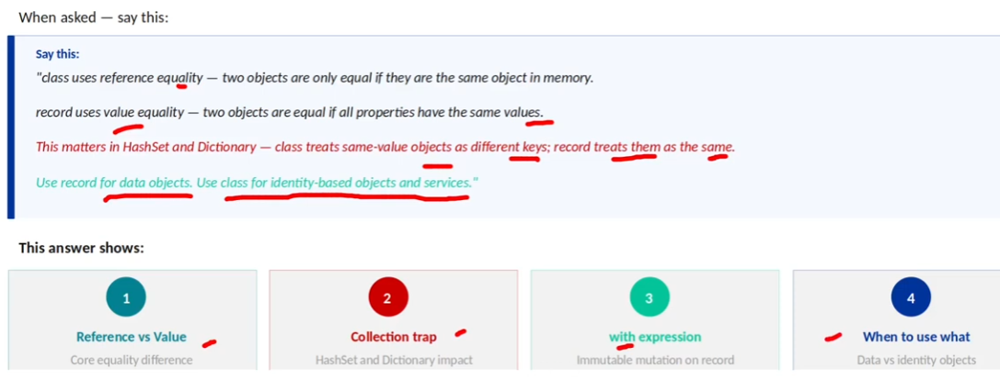 When asked — say this:
Say this:
"class uses reference equality — two objects are only equal if they are the same object in memory.
record uses value equality — two objects are equal if all properties have the same values.
This matters in HashSet and Dictionary — class treats same-value objects as different keys; record treats them as the same.
Use record for data objects. Use class for identity-based objects and services."
This answer shows:
1
2
3
4
Reference vs Value
Collection trap
with expression
When to use what
Core equality difference
HashSet and Dictionary impact
Immutable mutation on record
Data vs identity objects